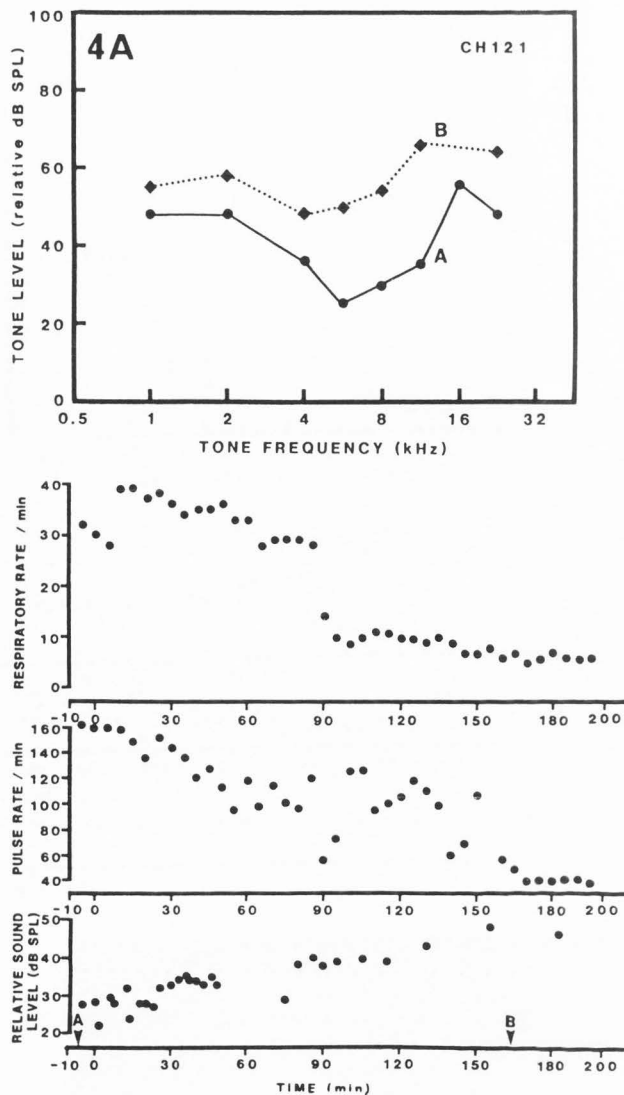 100
4A CH121
80
B
60
40
A
20
0
0.5 1 2 4 8 16 32
TONE FREQUENCY (kHz)
TONE LEVEL (relative dB SPL)
40
30
20
10
0
RESPIRATORY RATE / min
-10 0 30 60 90 120 150 180 200
160
120
100
80
60
40
PULSE RATE / min
-10 0 30 60 90 120 150 180 200
50
40
30
20
RELATIVE SOUND
LEVEL (dB SPL)
A B
-10 0 30 60 90 120 150 180 200
TIME (min)